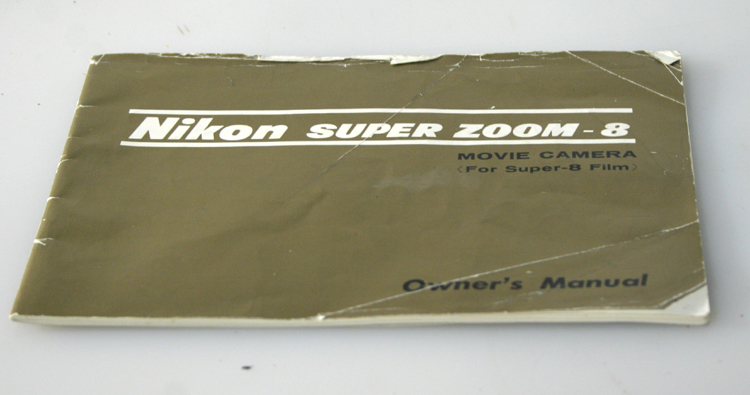 Nikon SUPER ZOOM-8
MOVIE CAMERA
〈For Super-8 Film〉
Owner's Manual